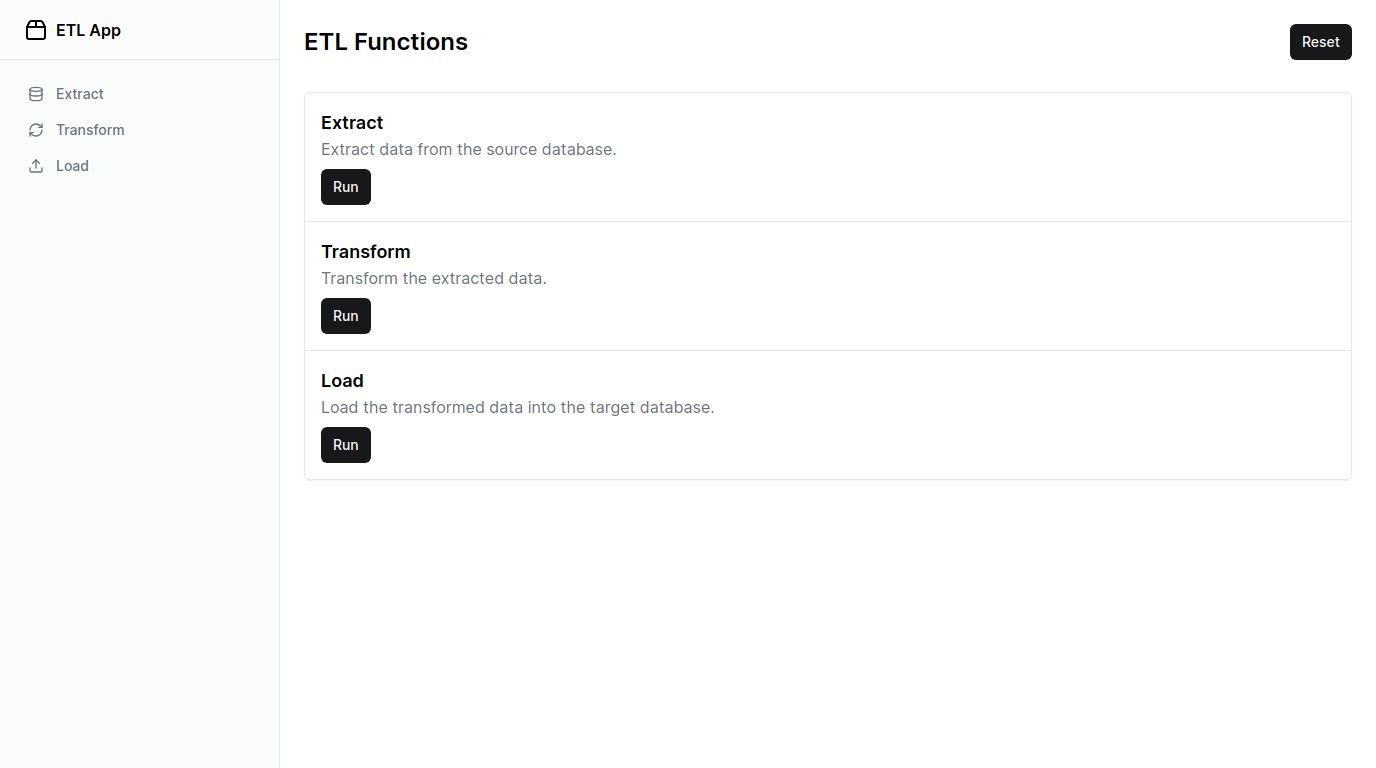 ETL App
Extract
Transform
Load
ETL Functions
Reset
Extract
Extract data from the source database.
Run
Transform
Transform the extracted data.
Run
Load
Load the transformed data into the target database.
Run